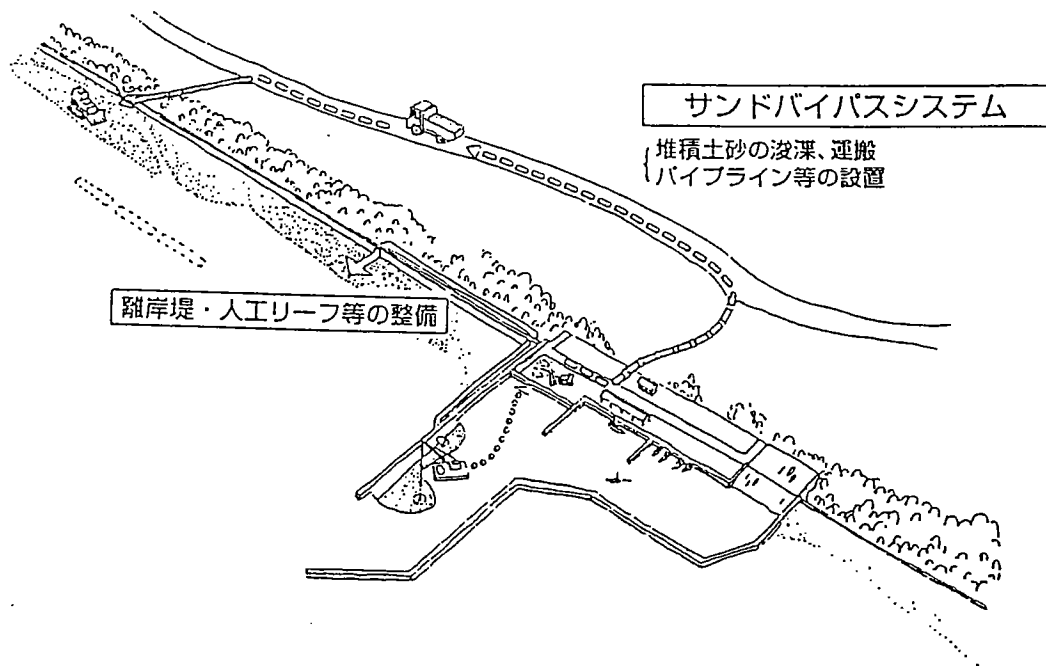 サンドバイパスシステム
堆積土砂の浚渫、運搬
パイプライン等の設置
離岸堤・人工リーフ等の整備